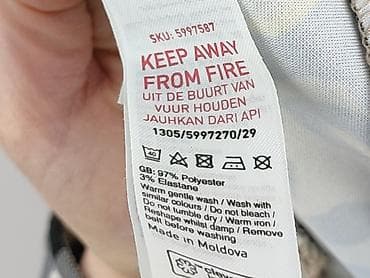 SKU: 5997587
KEEP AWAY
FROM FIRE
UIT DE BUURT VAN
VUUR HOUDEN
JAUHKAN DARI API
1305/5997270/29
40
GB: 97% Polyester
3% Elastane
Warm gentle wash / Wash with
similar colours / Do not bleach /
Do not tumble dry / Warm iron /
Reshape whilst damp / Remove
belt before washing
Made in Moldova